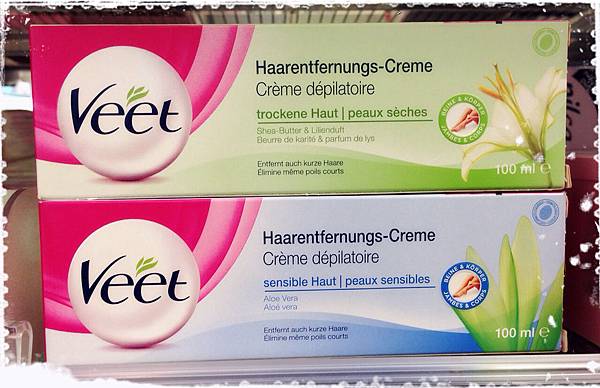 Veet
Haarentfernungs-Creme
Crème dépilatoire
trockene Haut | peaux sèches
Shea-Butter & Lilienduft
Beurre de karité & parfum de lys
Entfernt auch kurze Haare
Élimine même poils courts
BEINE & KÖRPER
JAMBES & CORPS
100 ml e
Veet
Haarentfernungs-Creme
Crème dépilatoire
sensible Haut | peaux sensibles
Aloe Vera
Aloé vera
Entfernt auch kurze Haare
Élimine même poils courts
BEINE & KÖRPER
JAMBES & CORPS
100 ml e